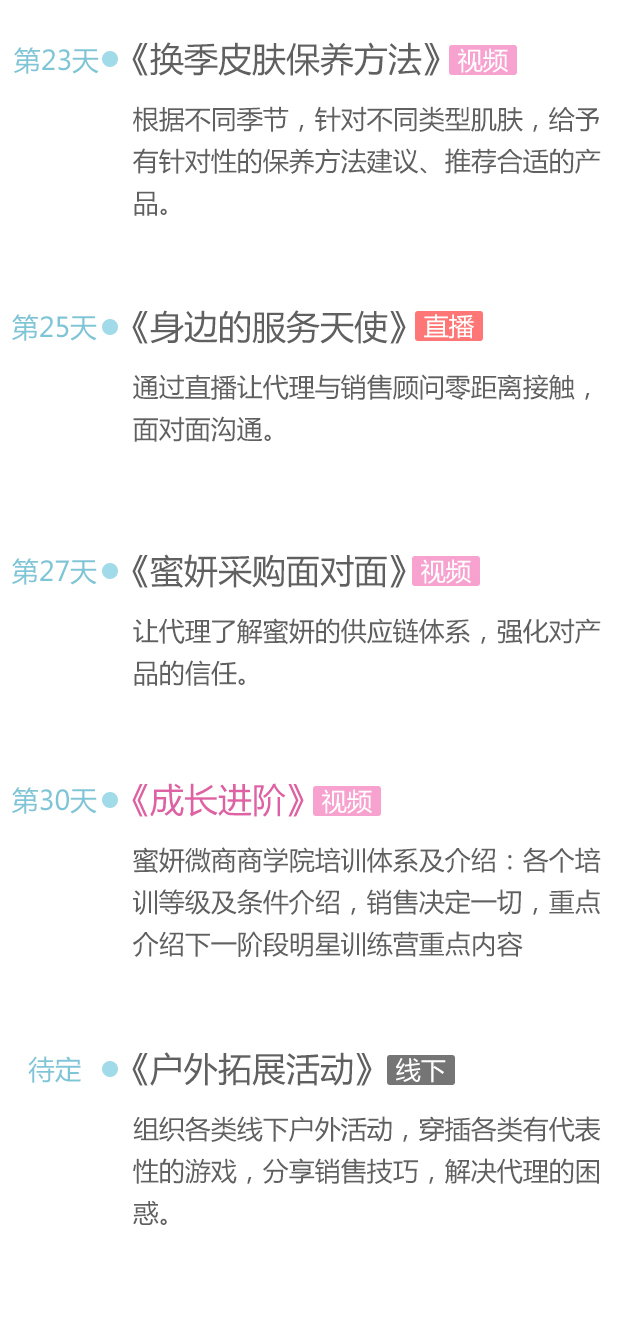 第23天 《换季皮肤保养方法》 视频
根据不同季节，针对不同类型肌肤，给予
有针对性的保养方法建议、推荐合适的产
品。
第25天 《身边的服务天使》 直播
通过直播让代理与销售顾问零距离接触，
面对面沟通。
第27天 《蜜妍采购面对面》 视频
让代理了解蜜妍的供应链体系，强化对产
品的信任。
第30天 《成长进阶》 视频
蜜妍微商商学院培训体系及介绍：各个培
训等级及条件介绍，销售决定一切，重点
介绍下一阶段明星训练营重点内容
待定 《户外拓展活动》 线下
组织各类线下户外活动，穿插各类有代表
性的游戏，分享销售技巧，解决代理的困
惑。